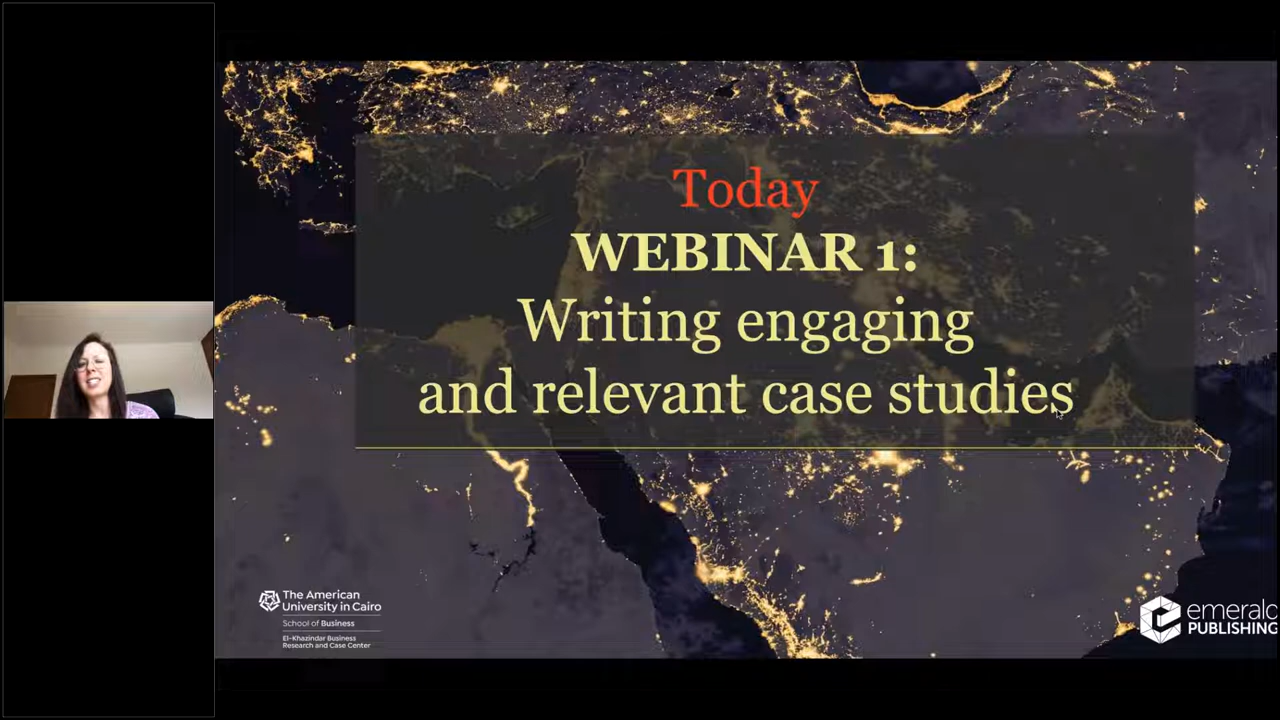 Today
WEBINAR 1:
Writing engaging
and relevant case studies
The American
University in Cairo
School of Business
El-Khazindar Business
Research and Case Center
emerald
PUBLISHING